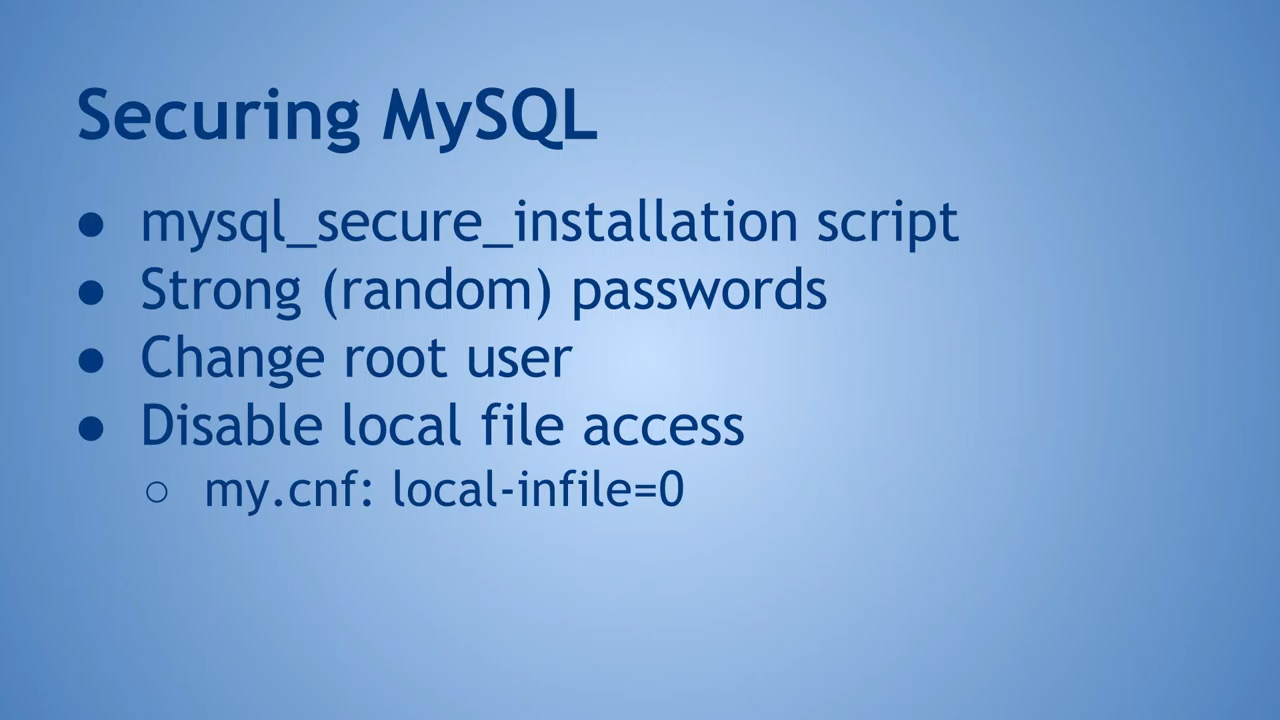 Securing MySQL
● mysql_secure_installation script
● Strong (random) passwords
● Change root user
● Disable local file access
○ my.cnf: local-infile=0